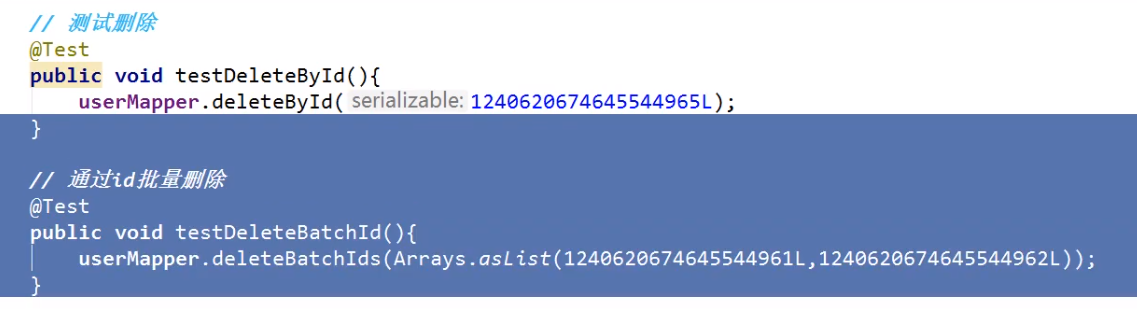 // 测试删除
@Test
public void testDeleteById(){
    userMapper.deleteById( serializable: 1240620674645544965L);
}
// 通过id批量删除
@Test
public void testDeleteBatchId(){
    userMapper.deleteBatchIds(Arrays.asList(1240620674645544961L,1240620674645544962L));
}